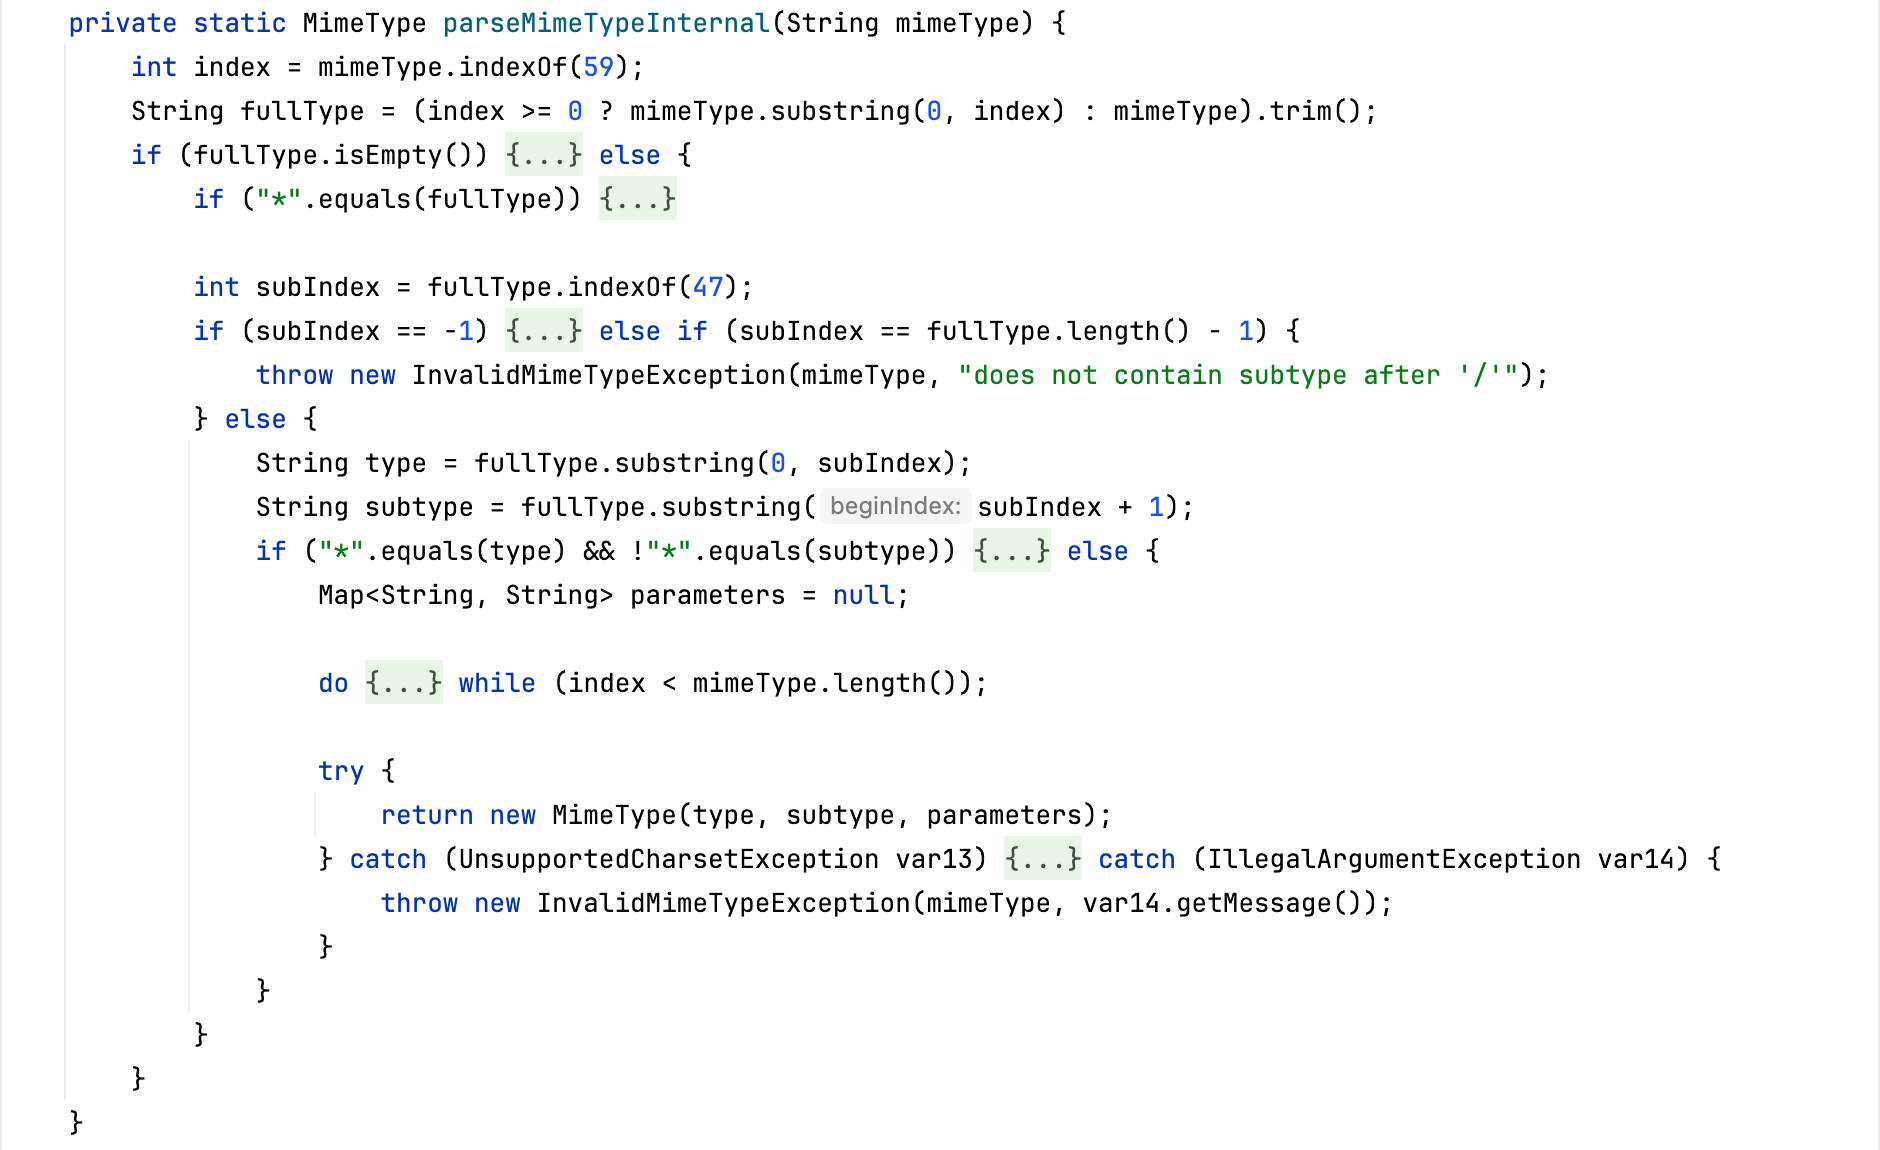 private static MimeType parseMimeTypeInternal(String mimeType) {
int index = mimeType.indexOf(59);
String fullType = (index >= 0 ? mimeType.substring(0, index) : mimeType).trim();
if (fullType.isEmpty()) {...} else {
if ("*".equals(fullType)) {...}
int subIndex = fullType.indexOf(47);
if (subIndex == -1) {...} else if (subIndex == fullType.length() - 1) {
throw new InvalidMimeTypeException(mimeType, "does not contain subtype after '/'");
} else {
String type = fullType.substring(0, subIndex);
String subtype = fullType.substring( beginIndex: subIndex + 1);
if ("*".equals(type) && !"*".equals(subtype)) {...} else {
Map<String, String> parameters = null;
do {...} while (index < mimeType.length());
try {
return new MimeType(type, subtype, parameters);
} catch (UnsupportedCharsetException var13) {...} catch (IllegalArgumentException var14) {
throw new InvalidMimeTypeException(mimeType, var14.getMessage());
}
}
}
}
}